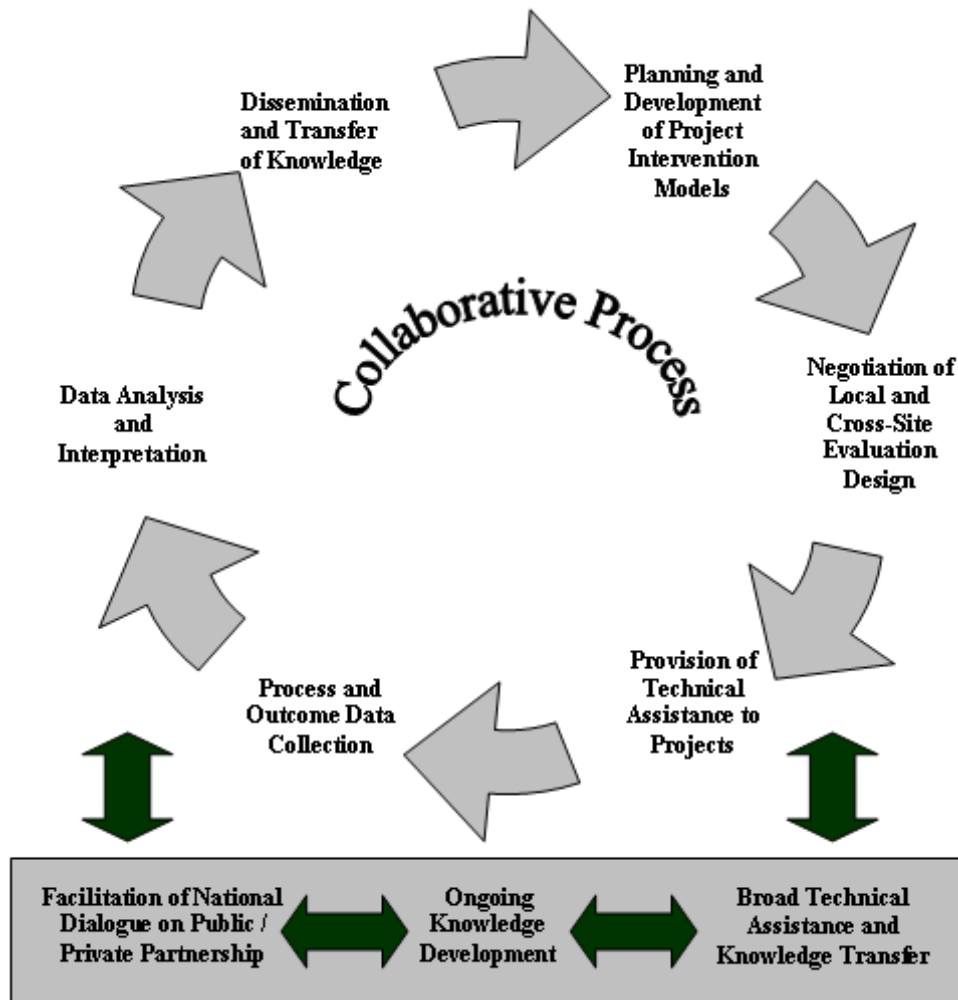 Dissemination
and Transfer
of Knowledge
Planning and
Development
of Project
Intervention
Models
Collaborative Process
Negotiation of
Local and
Cross-Site
Evaluation
Design
Data Analysis
and
Interpretation
Provision of
Technical
Assistance to
Projects
Process and
Outcome Data
Collection
Facilitation of National
Dialogue on Public /
Private Partnership
Ongoing
Knowledge
Development
Broad Technical
Assistance and
Knowledge Transfer